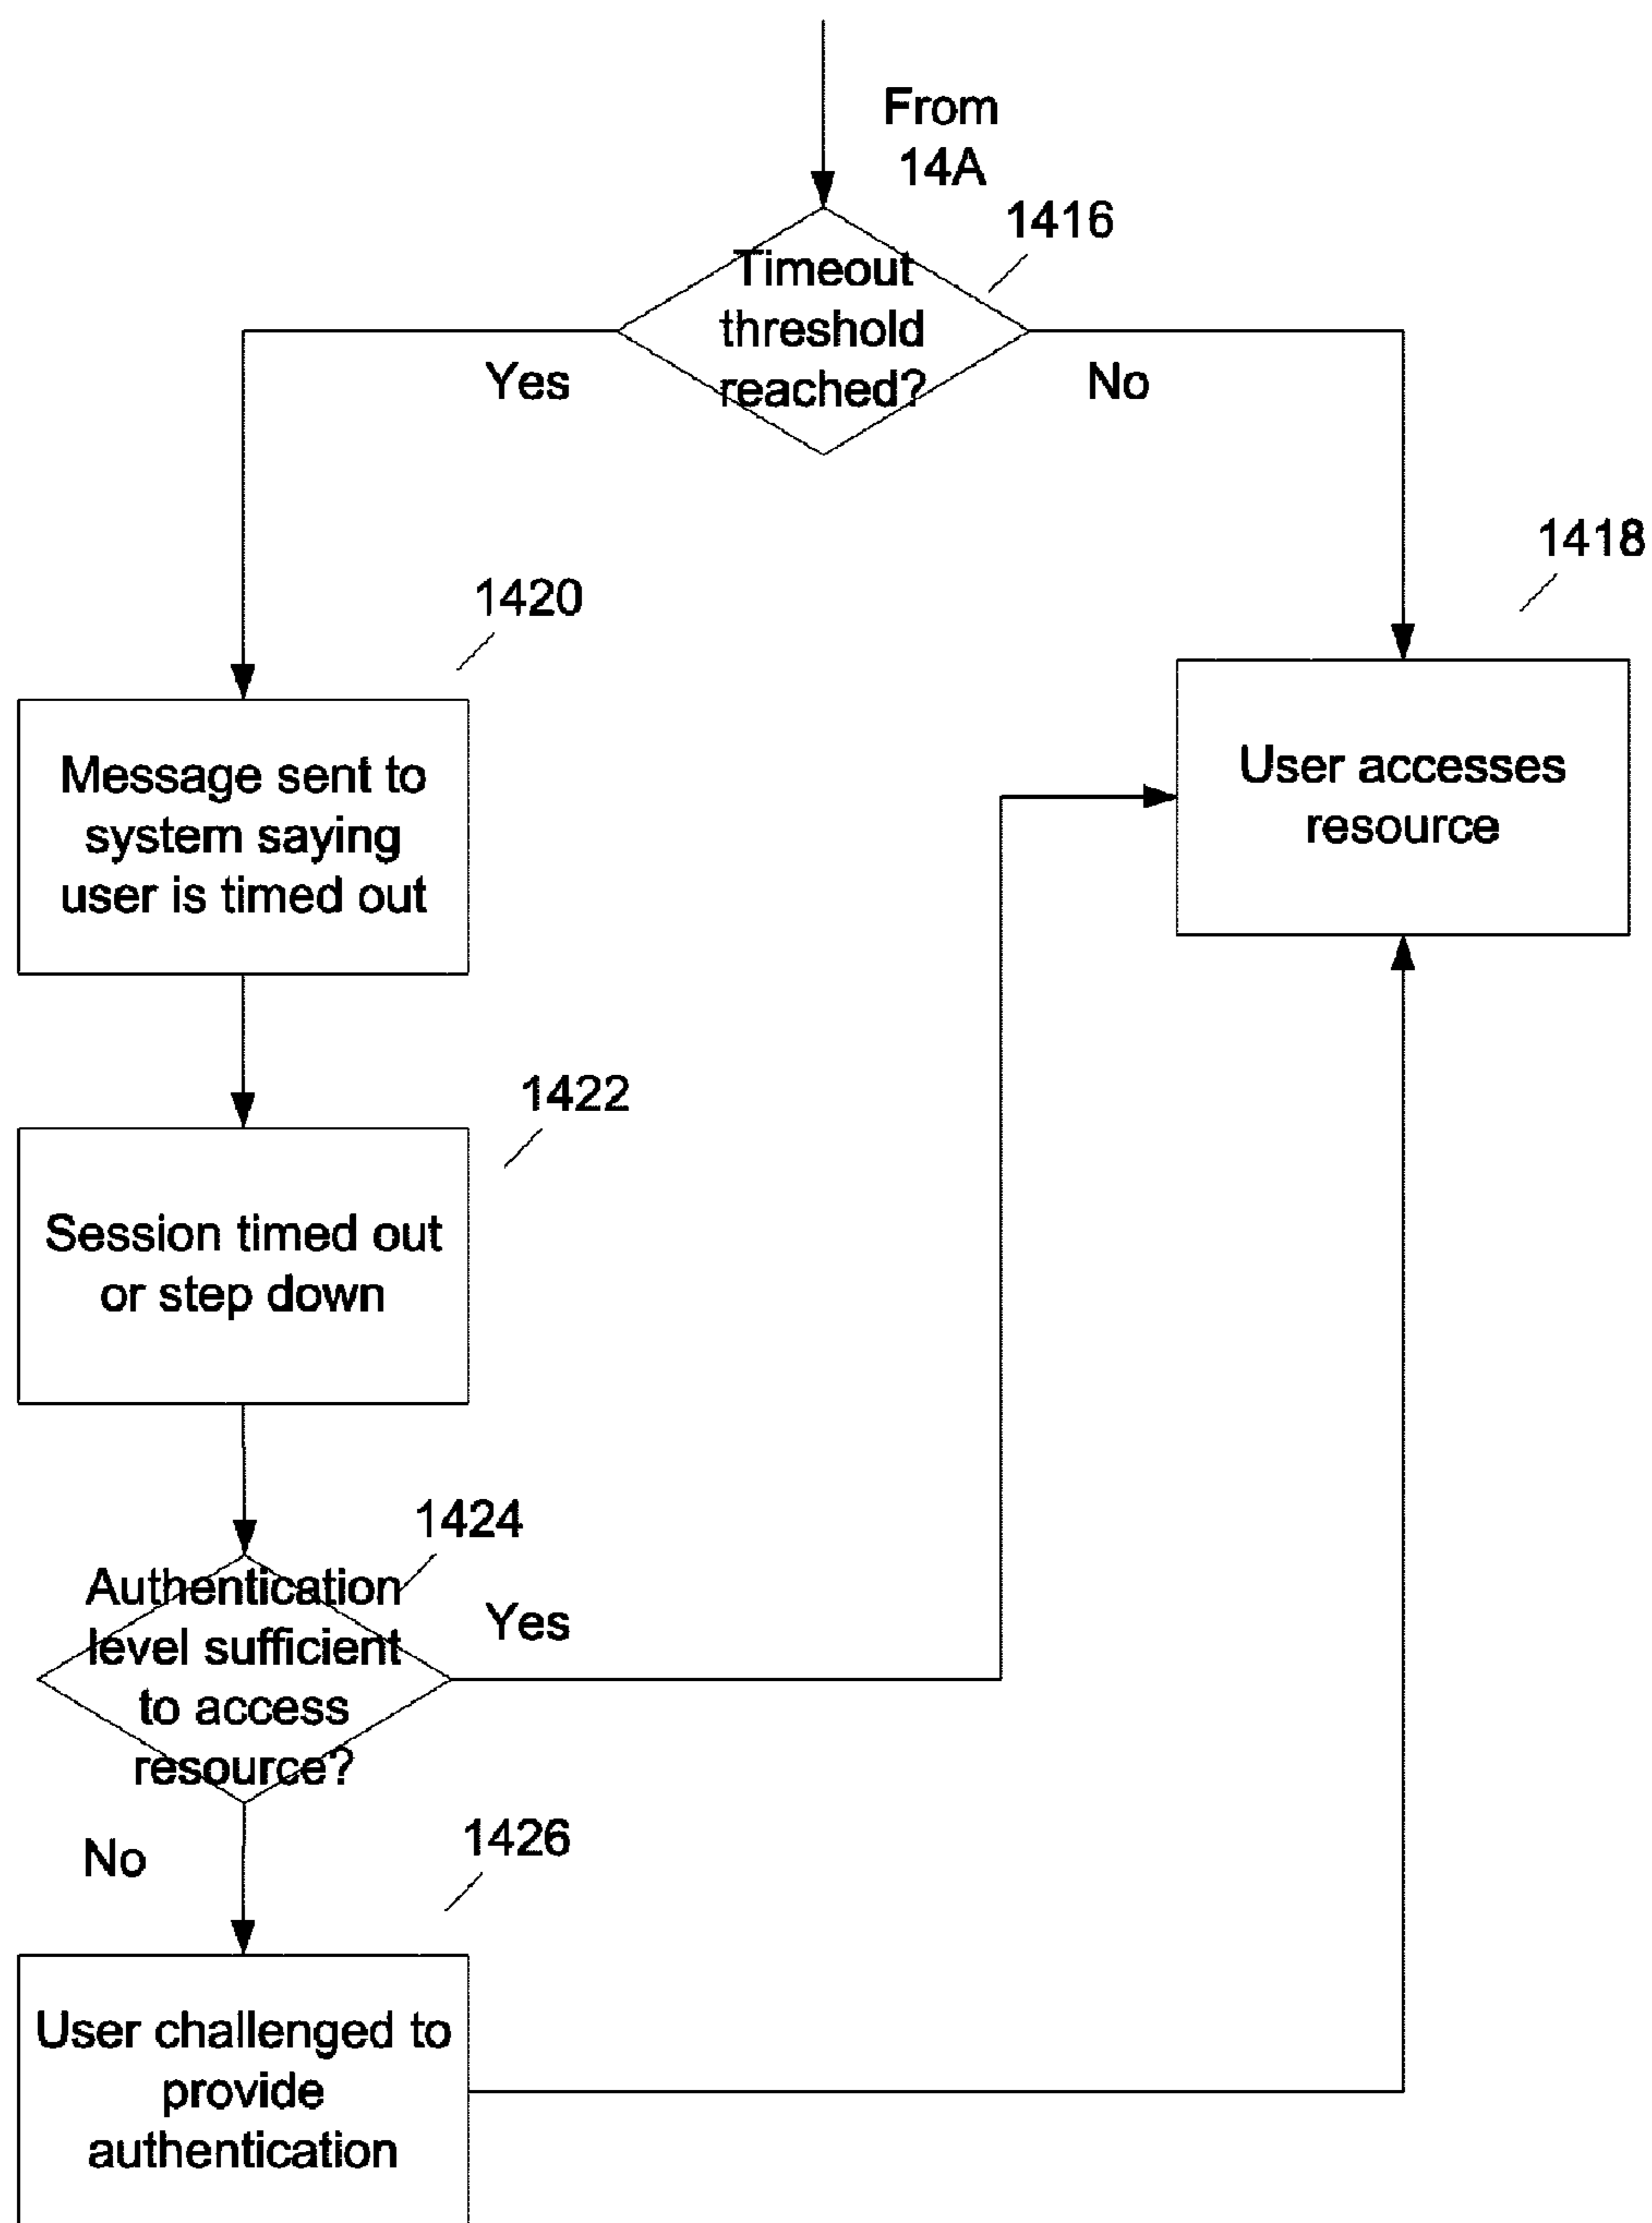 From
14A
1416
Timeout
threshold
reached?
Yes
No
1418
1420
User accesses
resource
Message sent to
system saying
user is timed out
1422
Session timed out
or step down
1424
Authentication
level sufficient
to access
resource?
Yes
No
1426
User challenged to
provide
authentication